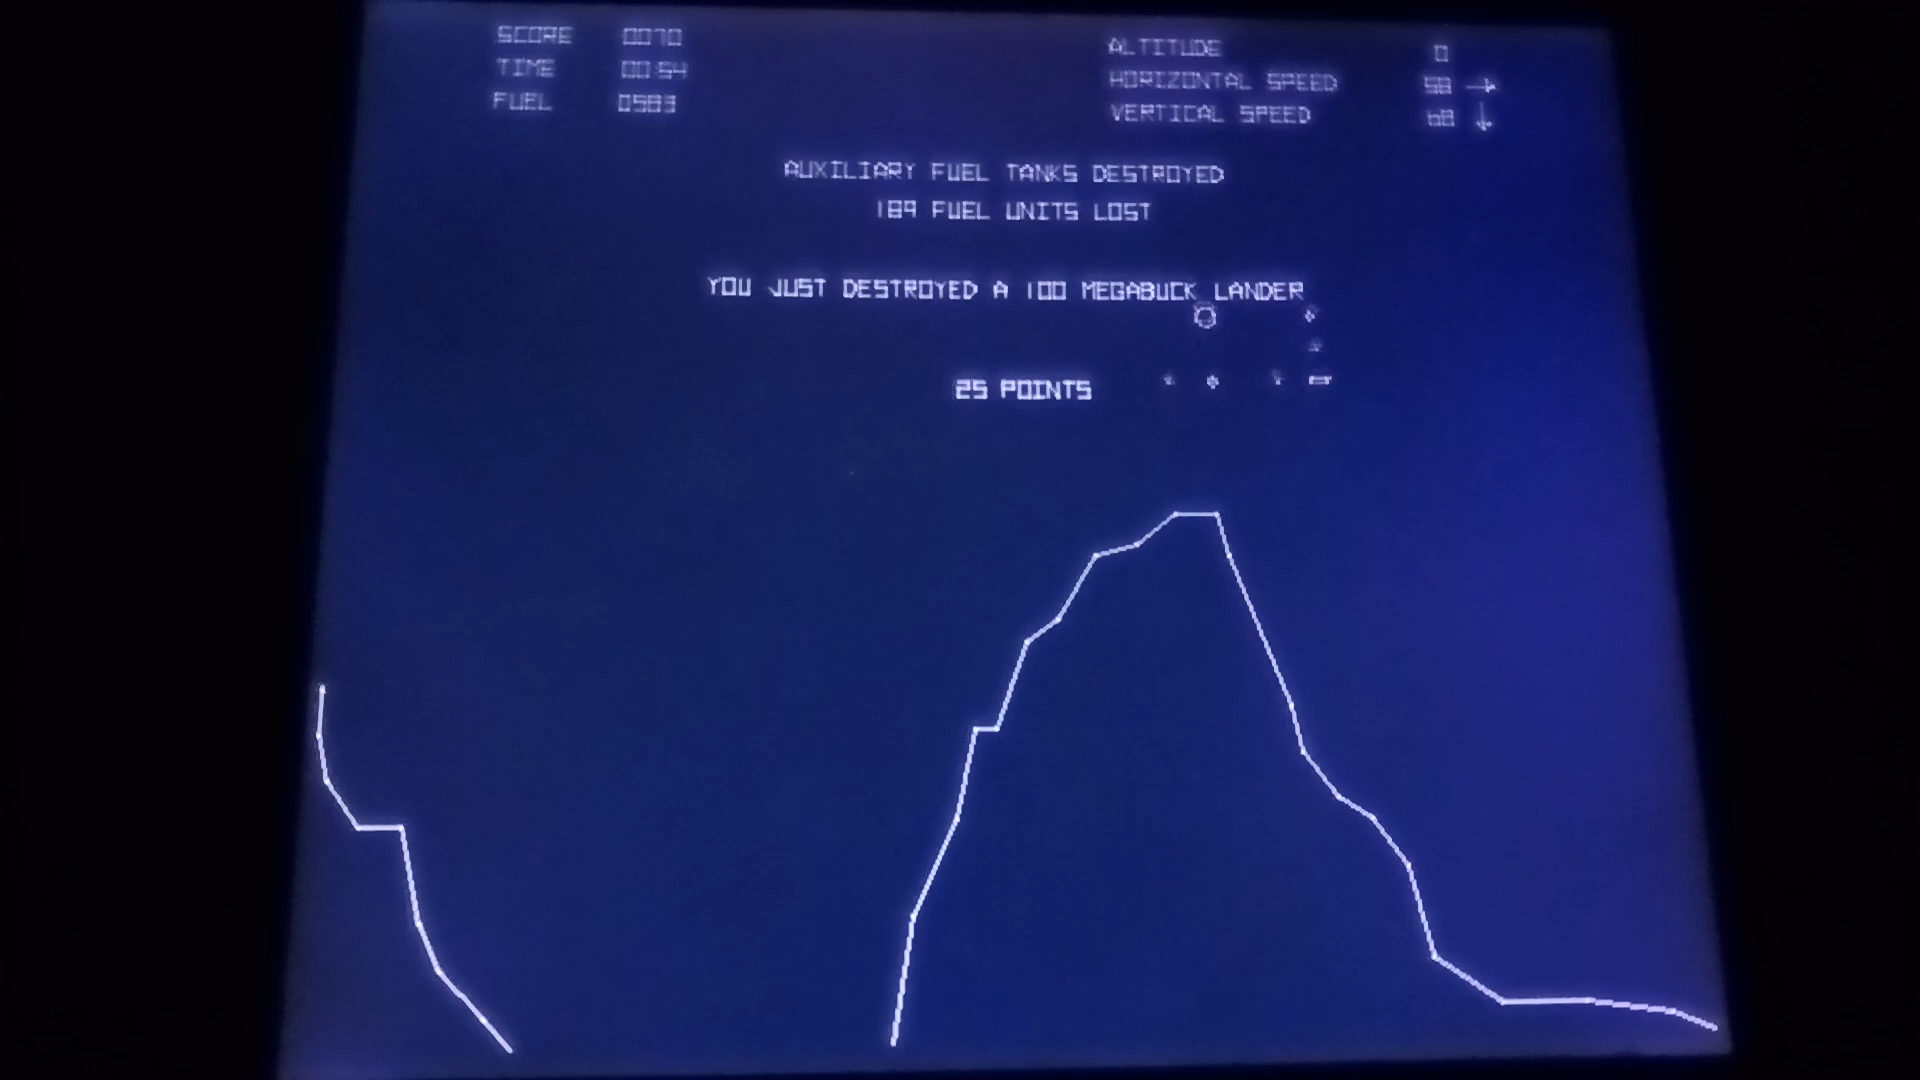 SCORE 0070
TIME 00:54
FUEL 0583
ALTITUDE 0
HORIZONTAL SPEED 58 →
VERTICAL SPEED 68 ↓
AUXILIARY FUEL TANKS DESTROYED
189 FUEL UNITS LOST
YOU JUST DESTROYED A 100 MEGABUCK LANDER
25 POINTS